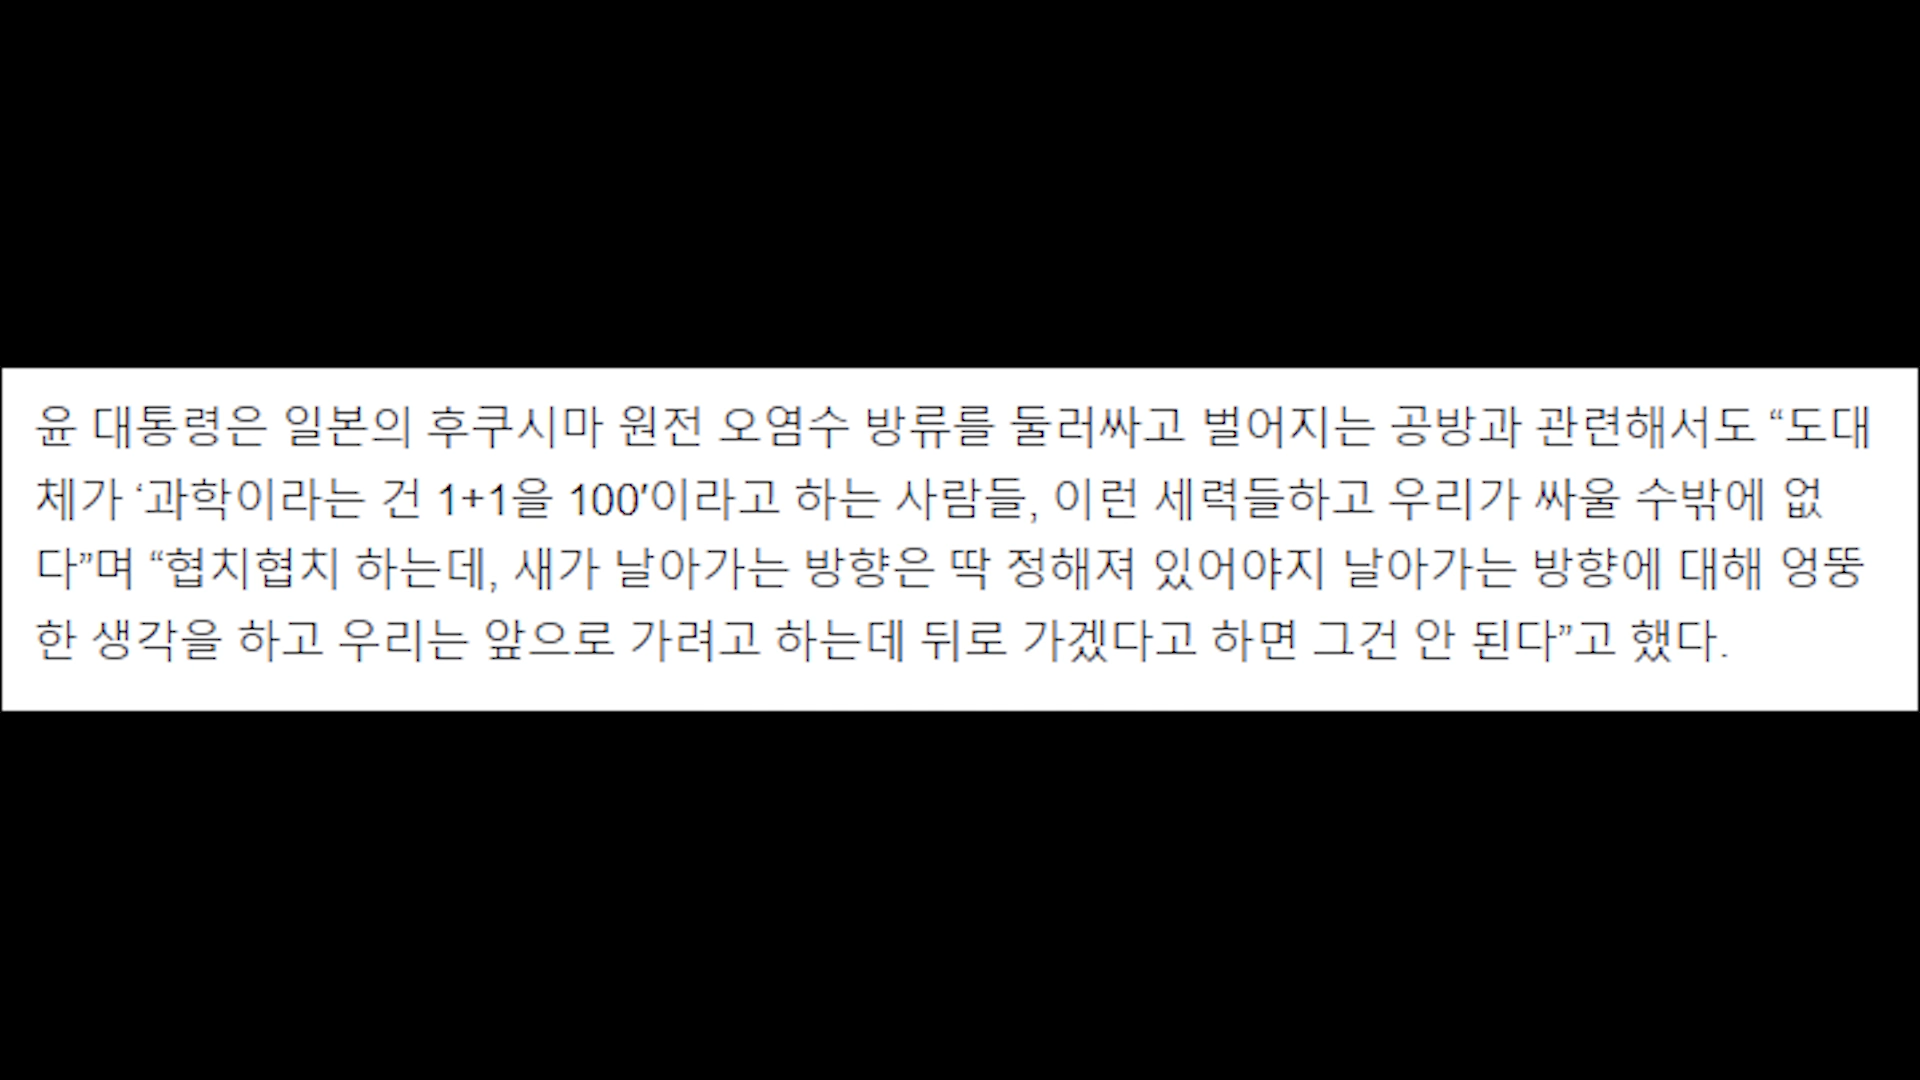 윤 대통령은 일본의 후쿠시마 원전 오염수 방류를 둘러싸고 벌어지는 공방과 관련해서도 “도대
체가 ‘과학이라는 건 1+1을 100′이라고 하는 사람들, 이런 세력들하고 우리가 싸울 수밖에 없
다”며 “협치협치 하는데, 새가 날아가는 방향은 딱 정해져 있어야지 날아가는 방향에 대해 엉뚱
한 생각을 하고 우리는 앞으로 가려고 하는데 뒤로 가겠다고 하면 그건 안 된다”고 했다.